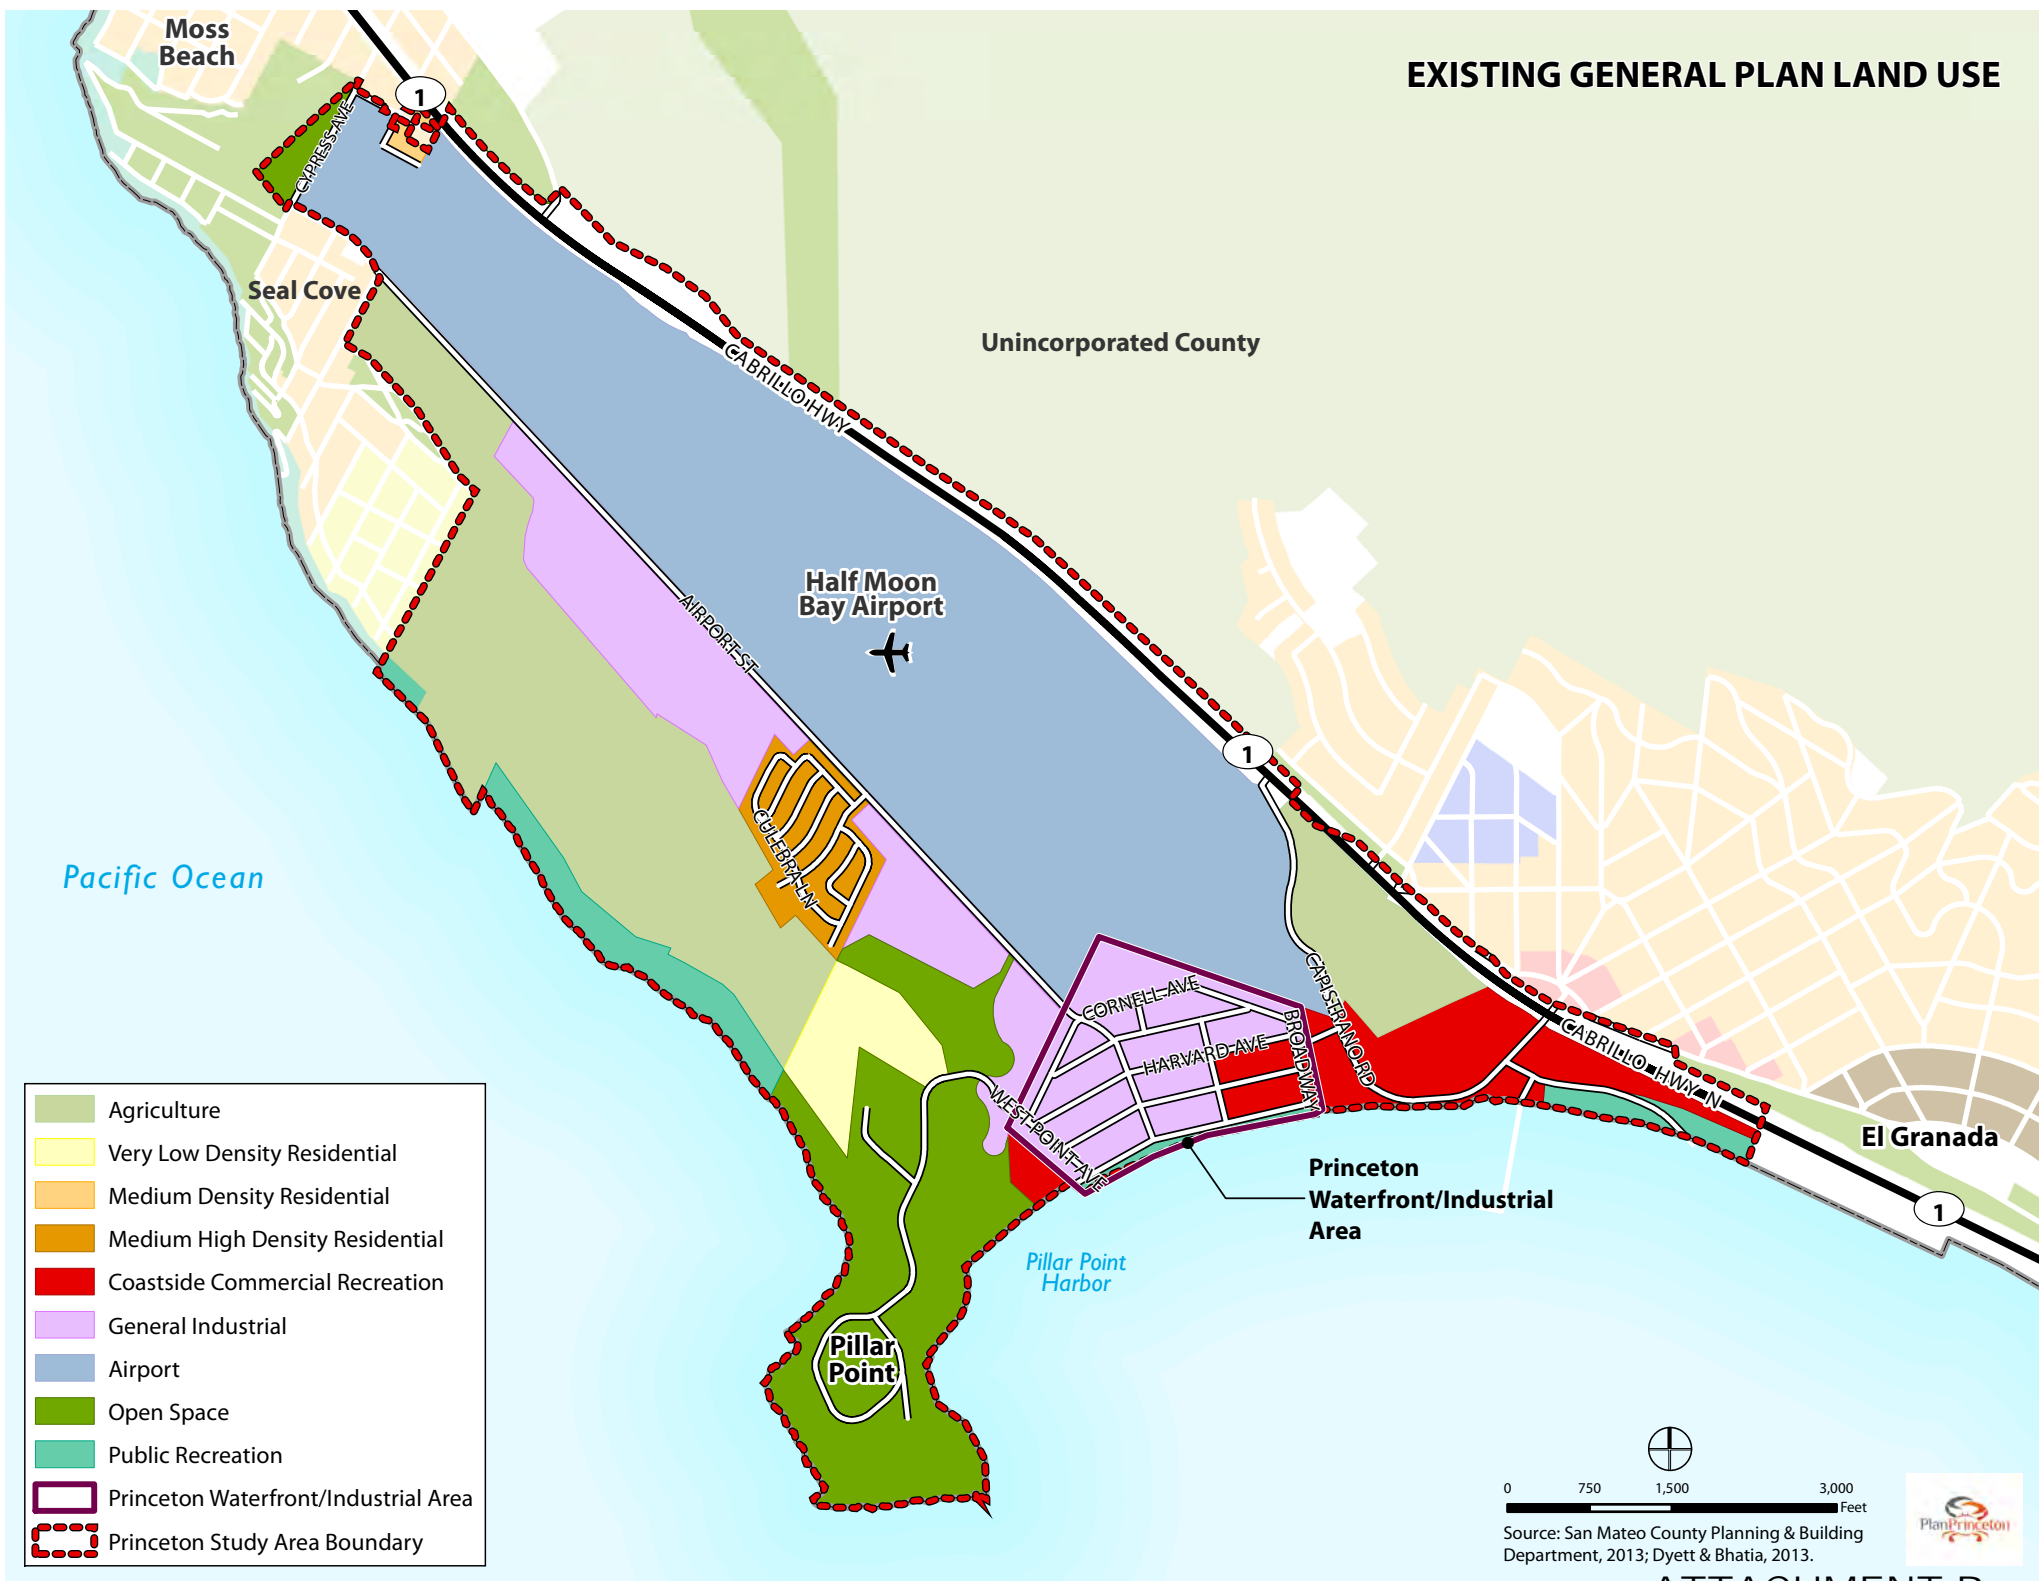 Moss
Beach
EXISTING GENERAL PLAN LAND USE
1
CYPRESS AVE
Seal Cove
Unincorporated County
CABRILLO HWY
Half Moon
Bay Airport
AIRPORT ST
1
CULEBRA LN
Pacific Ocean
CORNELL AVE
HARVARD AVE
BROADWAY
CAPISTRANO RD
CABRILLO HWY N
WEST POINT AVE
El Granada
Princeton
Waterfront/Industrial
Area
1
Pillar Point
Harbor
Pillar
Point
Agriculture
Very Low Density Residential
Medium Density Residential
Medium High Density Residential
Coastside Commercial Recreation
General Industrial
Airport
Open Space
Public Recreation
Princeton Waterfront/Industrial Area
Princeton Study Area Boundary
0 750 1,500 3,000
Feet
Source: San Mateo County Planning & Building
Department, 2013; Dyett & Bhatia, 2013.
PlanPrinceton